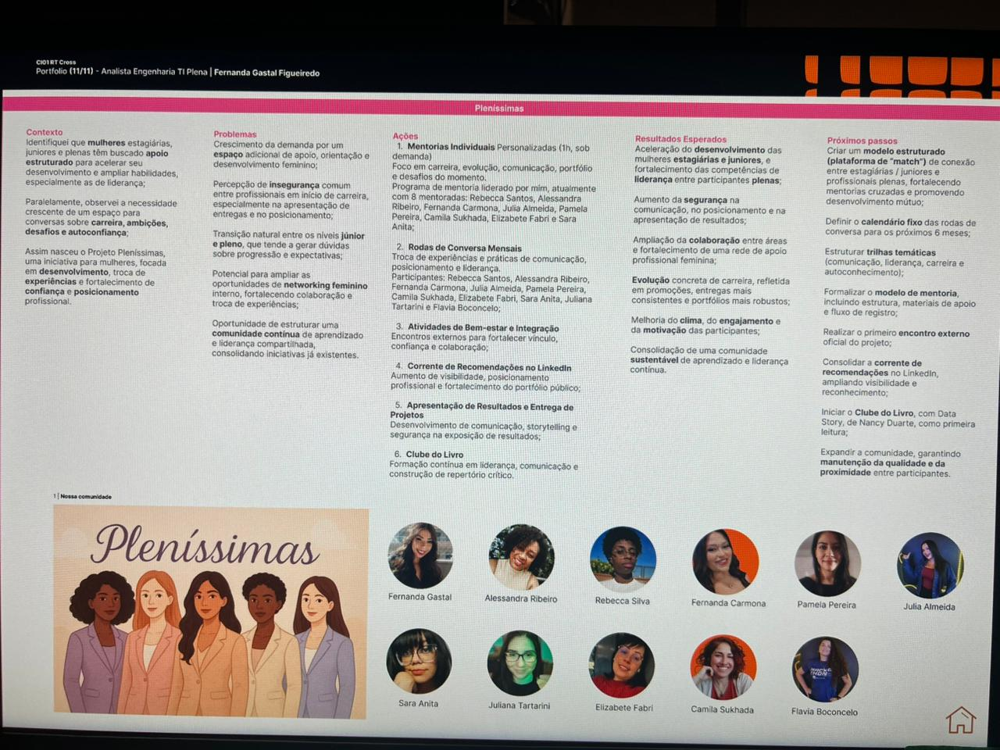 CI01 RT Cross
Portfolio (11/11) - Analista Engenharia TI Plena | Fernanda Gastal Figueiredo
Pleníssimas
Contexto
Identifiquei que mulheres estagiárias,
juniores e plenas têm buscado apoio
estruturado para acelerar seu
desenvolvimento e ampliar habilidades,
especialmente as de liderança;
Paralelamente, observei a necessidade
crescente de um espaço para
conversas sobre carreira, ambições,
desafios e autoconfiança;
Assim nasceu o Projeto Pleníssimas,
uma iniciativa para mulheres, focada
em desenvolvimento, troca de
experiências e fortalecimento de
confiança e posicionamento
profissional.
Problemas
Crescimento da demanda por um
espaço adicional de apoio, orientação e
desenvolvimento feminino;
Percepção de insegurança comum
entre profissionais em início de carreira,
especialmente na apresentação de
entregas e no posicionamento;
Transição natural entre os níveis júnior
e pleno, que tende a gerar dúvidas
sobre progressão e expectativas;
Potencial para ampliar as
oportunidades de networking feminino
interno, fortalecendo colaboração e
troca de experiências;
Oportunidade de estruturar uma
comunidade contínua de aprendizado
e liderança compartilhada,
consolidando iniciativas já existentes.
Ações
1. Mentorias Individuais Personalizadas (1h, sob
demanda)
Foco em carreira, evolução, comunicação, portfólio
e desafios do momento.
Programa de mentoria liderado por mim, atualmente
com 8 mentoradas: Rebecca Santos, Alessandra
Ribeiro, Fernanda Carmona, Julia Almeida, Pamela
Pereira, Camila Sukhada, Elizabete Fabri e Sara
Anita;
2. Rodas de Conversa Mensais
Troca de experiências e práticas de comunicação,
posicionamento e liderança.
Participantes: Rebecca Santos, Alessandra Ribeiro,
Fernanda Carmona, Julia Almeida, Pamela Pereira,
Camila Sukhada, Elizabete Fabri, Sara Anita, Juliana
Tartarini e Flavia Boconcelo;
3. Atividades de Bem-estar e Integração
Encontros externos para fortalecer vínculo,
confiança e colaboração;
4. Corrente de Recomendações no LinkedIn
Aumento de visibilidade, posicionamento
profissional e fortalecimento do portfólio público;
5. Apresentação de Resultados e Entrega de
Projetos
Desenvolvimento de comunicação, storytelling e
segurança na exposição de resultados;
6. Clube do Livro
Formação contínua em liderança, comunicação e
construção de repertório crítico.
Resultados Esperados
Aceleração do desenvolvimento das
mulheres estagiárias e juniores, e
fortalecimento das competências de
liderança entre participantes plenas;
Aumento da segurança na
comunicação, no posicionamento e na
apresentação de resultados;
Ampliação da colaboração entre áreas
e fortalecimento de uma rede de apoio
profissional feminina;
Evolução concreta de carreira, refletida
em promoções, entregas mais
consistentes e portfólios mais robustos;
Melhoria do clima, do engajamento e
da motivação das participantes;
Consolidação de uma comunidade
sustentável de aprendizado e liderança
contínua.
Próximos passos
Criar um modelo estruturado
(plataforma de “match”) de conexão
entre estagiárias / juniores e
profissionais plenas, fortalecendo
mentorias cruzadas e promovendo
desenvolvimento mútuo;
Definir o calendário fixo das rodas de
conversa para os próximos 6 meses;
Estruturar trilhas temáticas
(comunicação, liderança, carreira e
autoconhecimento);
Formalizar o modelo de mentoria,
incluindo estrutura, materiais de apoio
e fluxo de registro;
Realizar o primeiro encontro externo
oficial do projeto;
Consolidar a corrente de
recomendações no LinkedIn,
ampliando visibilidade e
reconhecimento;
Iniciar o Clube do Livro, com Data
Story, de Nancy Duarte, como primeira
leitura;
Expandir a comunidade, garantindo
manutenção da qualidade e da
proximidade entre participantes.
1 | Nossa comunidade
Pleníssimas
Fernanda Gastal
Alessandra Ribeiro
Rebecca Silva
Fernanda Carmona
Pamela Pereira
Julia Almeida
Sara Anita
Juliana Tartarini
Elizabete Fabri
Camila Sukhada
Flavia Boconcelo